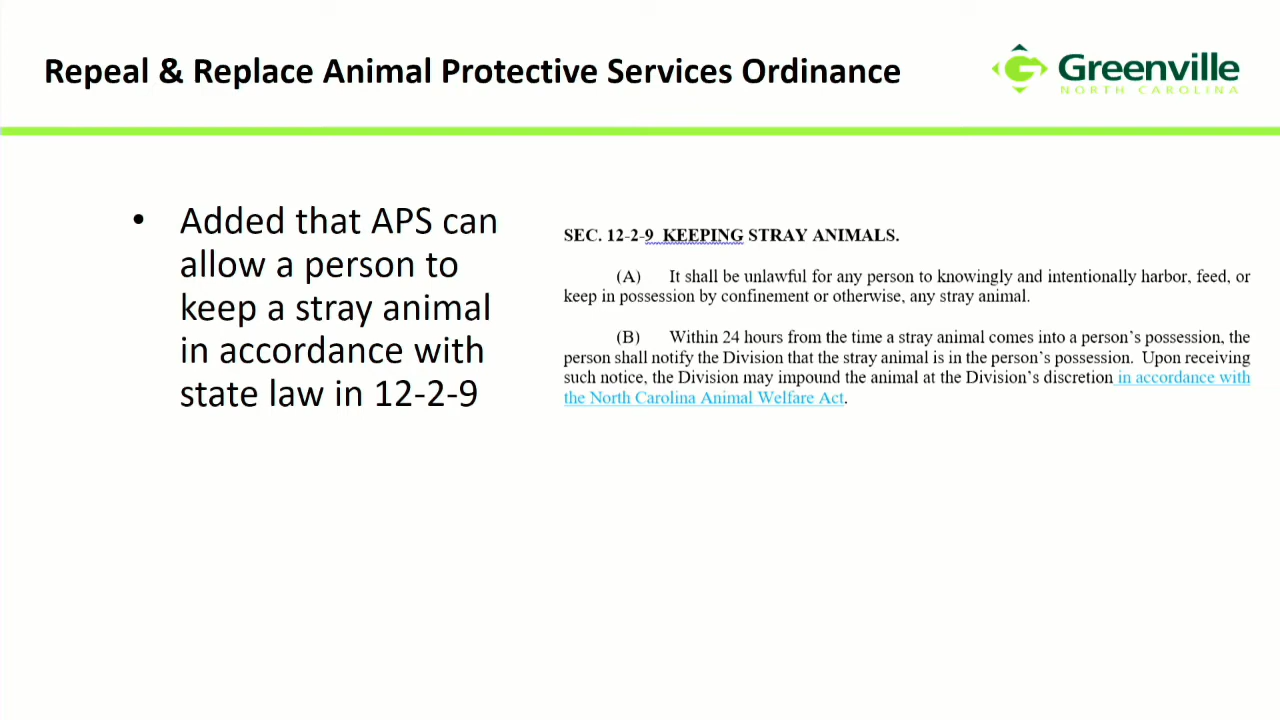 Repeal & Replace Animal Protective Services Ordinance
Greenville
NORTH CAROLINA
• Added that APS can
allow a person to
keep a stray animal
in accordance with
state law in 12-2-9
SEC. 12-2-9 KEEPING STRAY ANIMALS.
(A) It shall be unlawful for any person to knowingly and intentionally harbor, feed, or
keep in possession by confinement or otherwise, any stray animal.
(B) Within 24 hours from the time a stray animal comes into a person's possession, the
person shall notify the Division that the stray animal is in the person's possession. Upon receiving
such notice, the Division may impound the animal at the Division's discretion in accordance with
the North Carolina Animal Welfare Act.